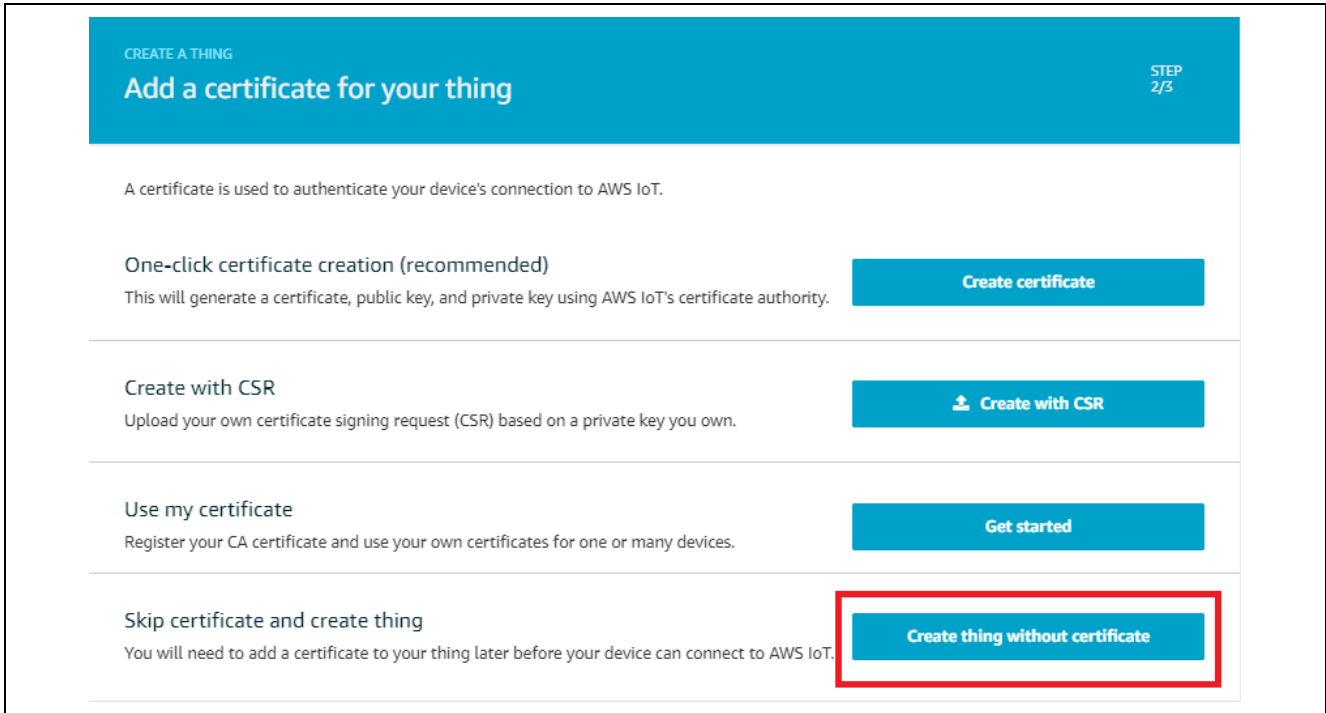 CREATE A THING
Add a certificate for your thing
STEP
2/3
A certificate is used to authenticate your device's connection to AWS IoT.
One-click certificate creation (recommended)
This will generate a certificate, public key, and private key using AWS IoT's certificate authority.
Create certificate
Create with CSR
Upload your own certificate signing request (CSR) based on a private key you own.
Create with CSR
Use my certificate
Register your CA certificate and use your own certificates for one or many devices.
Get started
Skip certificate and create thing
You will need to add a certificate to your thing later before your device can connect to AWS IoT.
Create thing without certificate